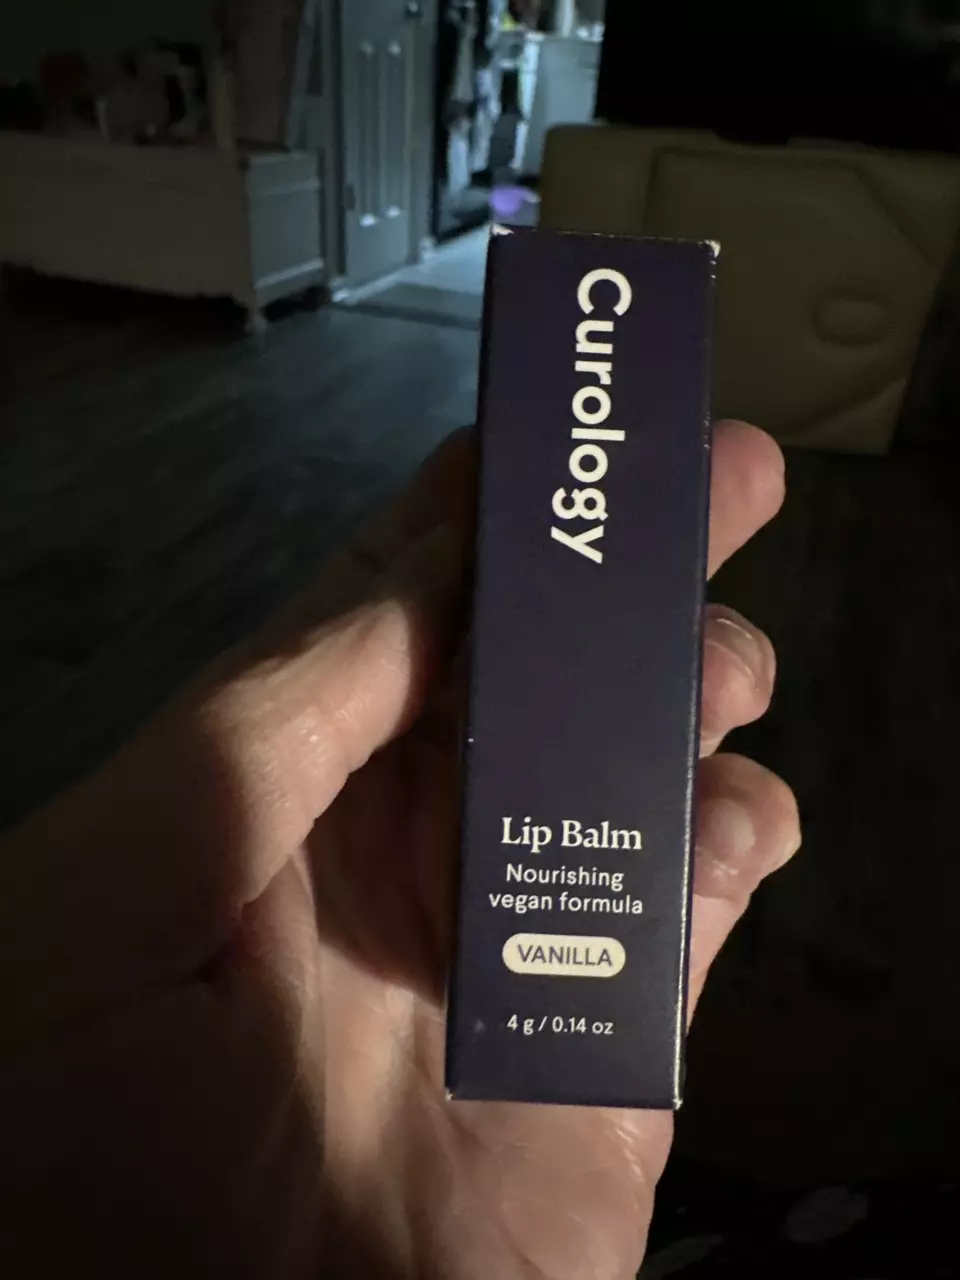 Curology
Lip Balm
Nourishing
vegan formula
VANILLA
4 g / 0.14 oz